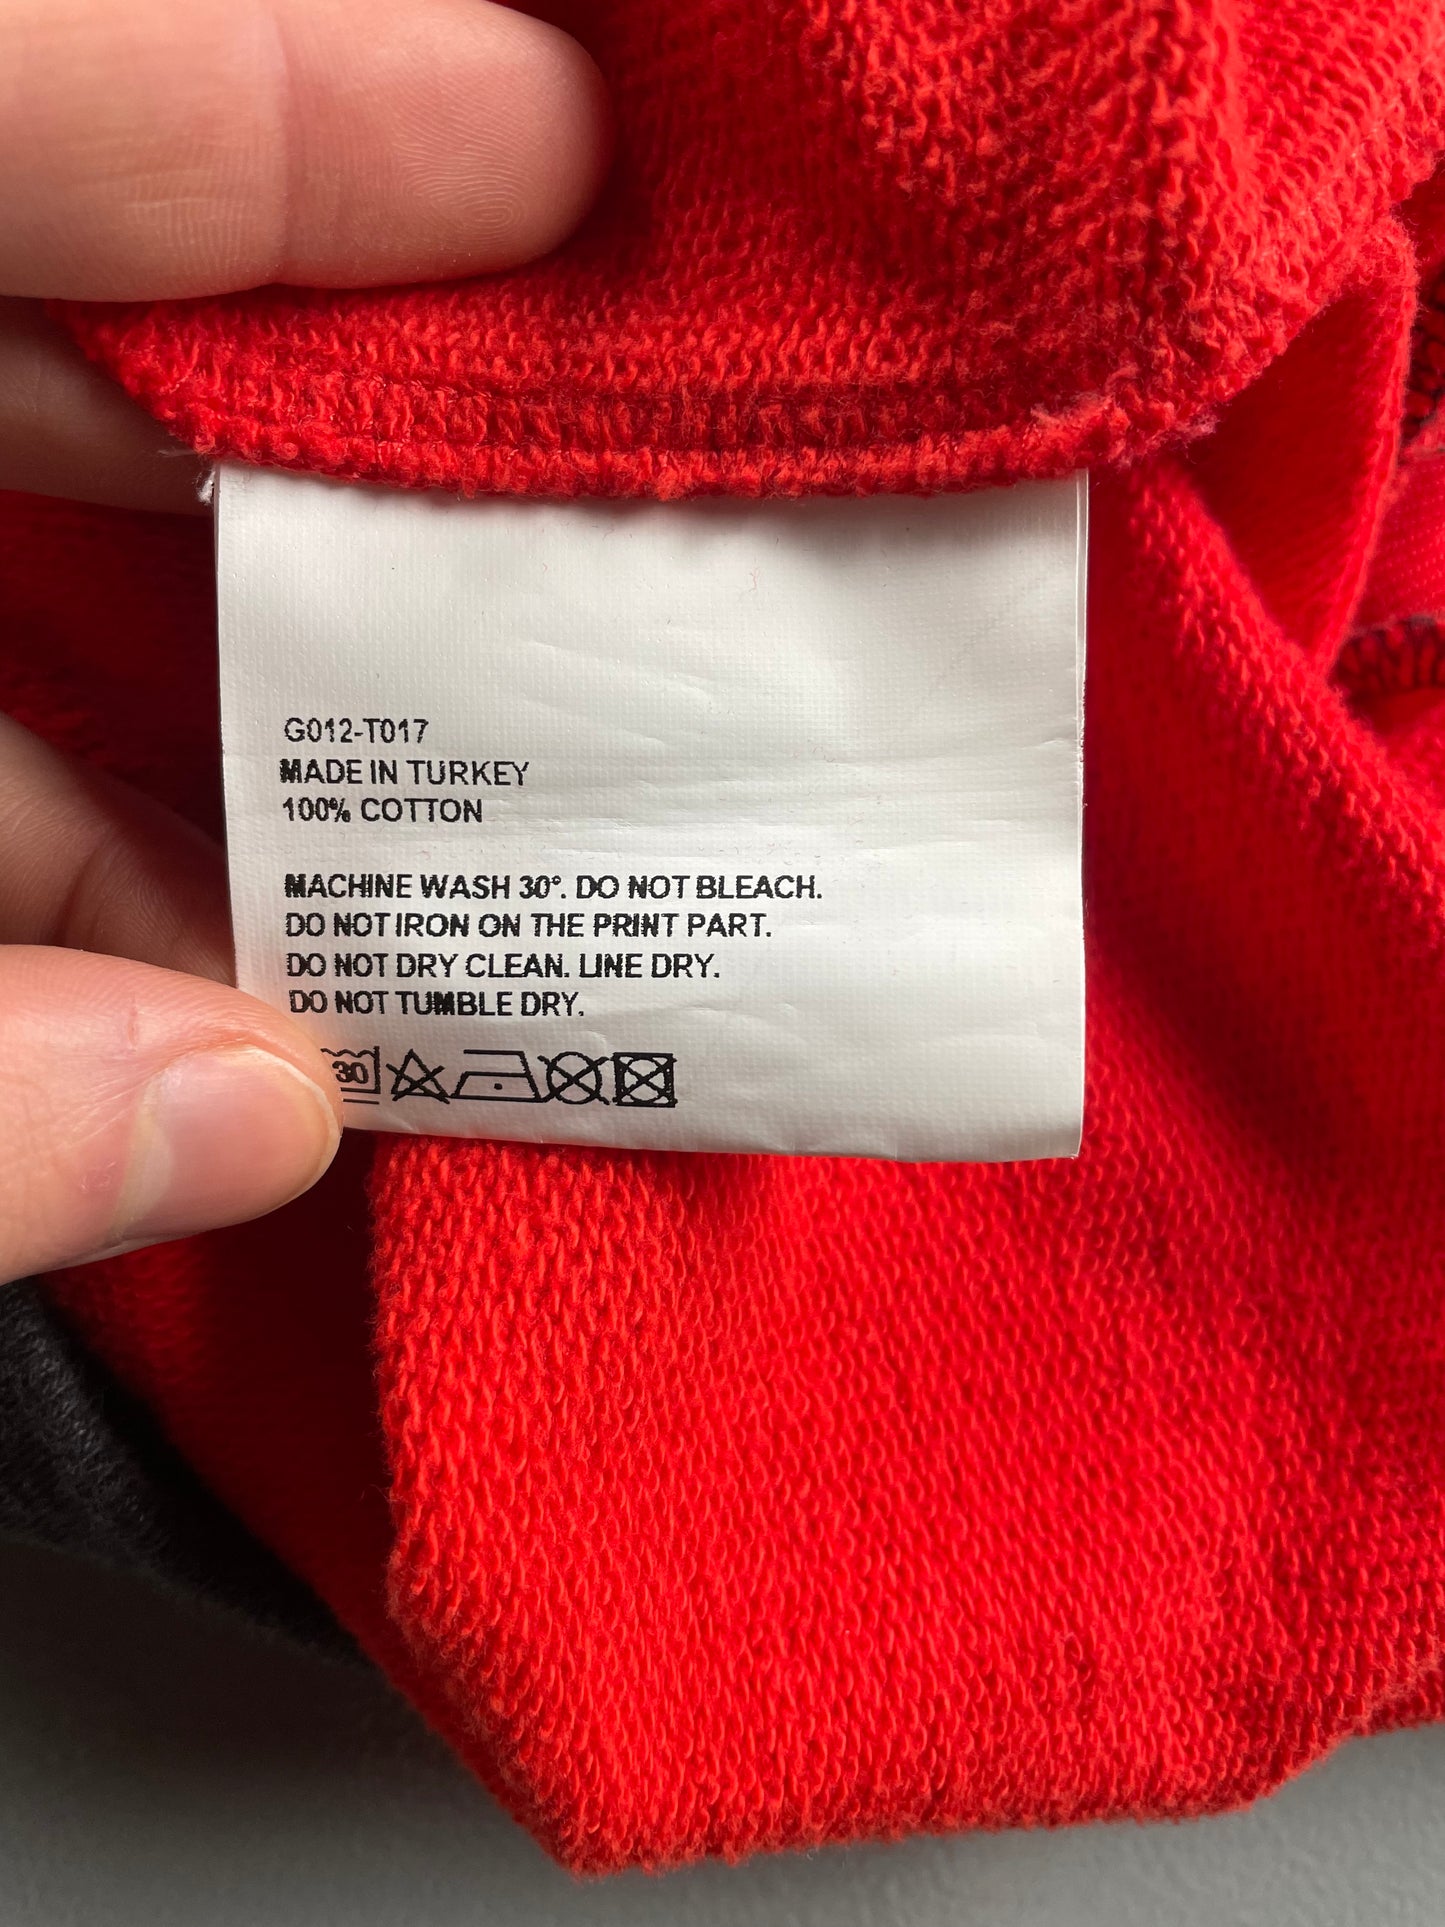 G012-T017
MADE IN TURKEY
100% COTTON
MACHINE WASH 30°. DO NOT BLEACH.
DO NOT IRON ON THE PRINT PART.
DO NOT DRY CLEAN. LINE DRY.
DO NOT TUMBLE DRY.
30